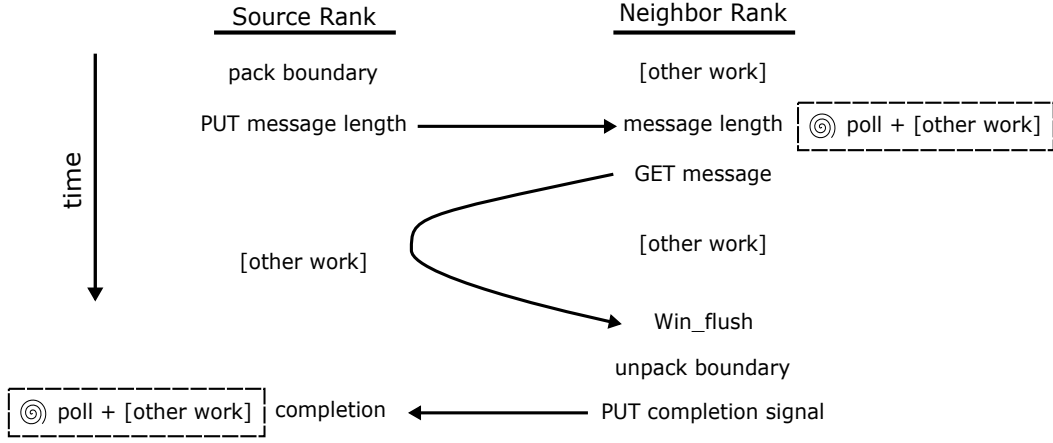 Source Rank
Neighbor Rank
pack boundary
[other work]
PUT message length
message length
poll + [other work]
GET message
time
[other work]
[other work]
Win_flush
unpack boundary
poll + [other work]
completion
PUT completion signal